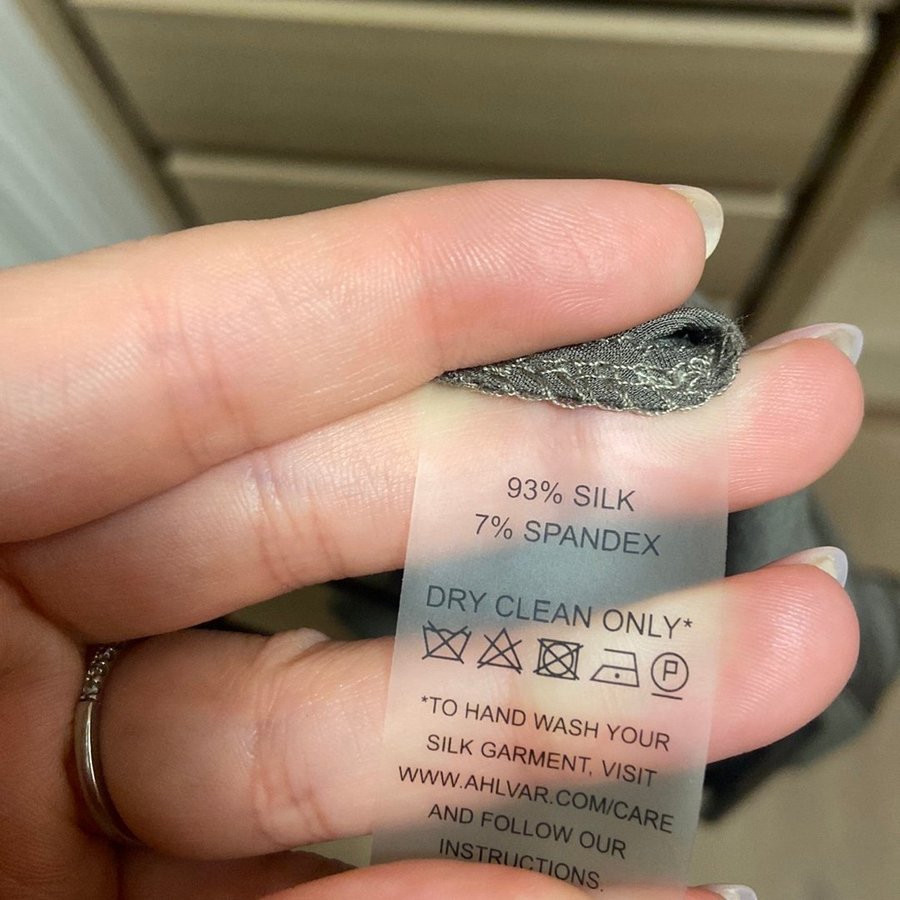 93% SILK
7% SPANDEX
DRY CLEAN ONLY*
P
*TO HAND WASH YOUR
SILK GARMENT, VISIT
WWW.AHLVAR.COM/CARE
AND FOLLOW OUR
INSTRUCTIONS.